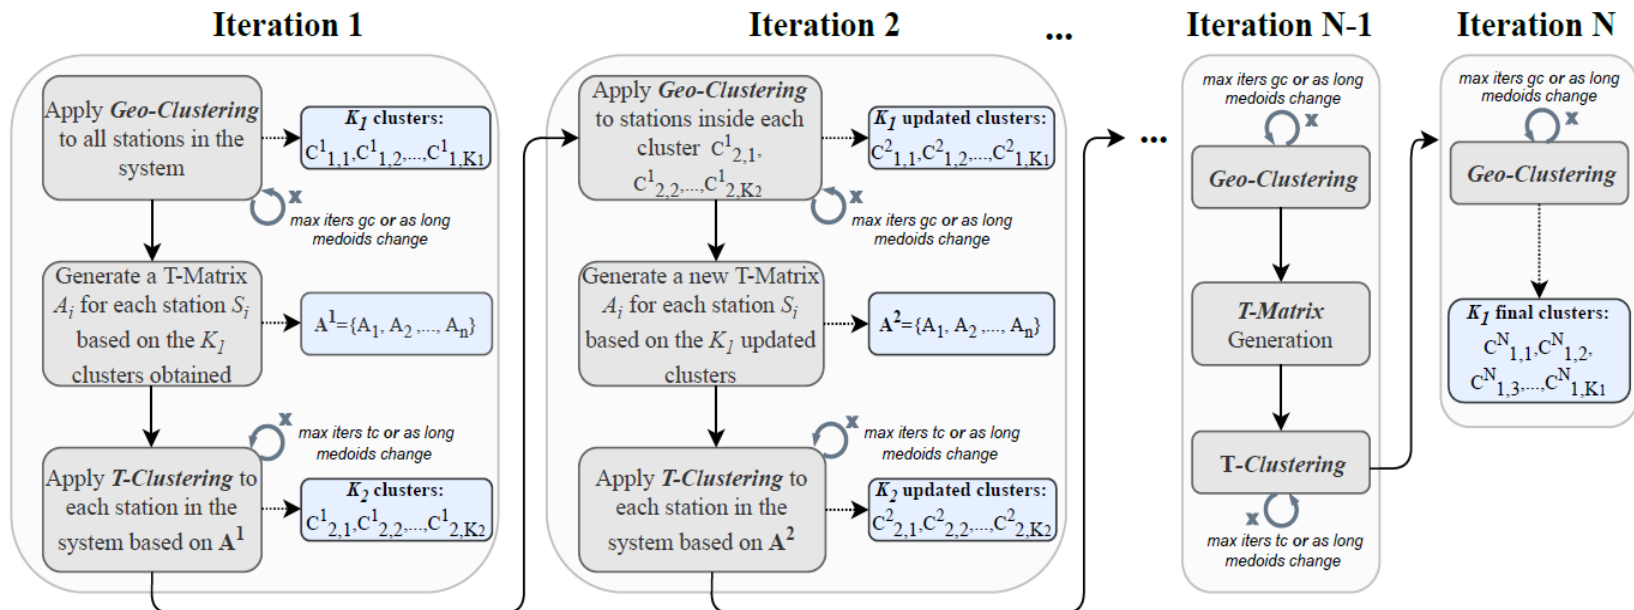 Iteration 1
Apply Geo-Clustering
to all stations in the
system
K1 clusters:
C¹1,1,C¹1,2,...,C¹1,K1
x
max iters gc or as long
medoids change
Generate a T-Matrix
Ai for each station Si
based on the K1
clusters obtained
A¹={A1, A2 ,..., An}
x
max iters tc or as long
medoids change
Apply T-Clustering to
each station in the
system based on A¹
K2 clusters:
C¹2,1,C¹2,2,...,C¹2,K2
Iteration 2
Apply Geo-Clustering
to stations inside each
cluster C¹2,1,
C¹2,2,...,C¹2,K2
K1 updated clusters:
C²1,1,C²1,2,...,C²1,K1
x
max iters gc or as long
medoids change
Generate a new T-Matrix
Ai for each station Si
based on the K1 updated
clusters
A²={A1, A2 ,..., An}
x
max iters tc or as long
medoids change
Apply T-Clustering to
each station in the
system based on A²
K2 updated clusters:
C²2,1,C²2,2,...,C²2,K2
...
...
Iteration N-1
max iters gc or as long
medoids change
x
Geo-Clustering
T-Matrix
Generation
T-Clustering
x
max iters tc or as long
medoids change
Iteration N
max iters gc or as long
medoids change
x
Geo-Clustering
K1 final clusters:
Cᴺ1,1,Cᴺ1,2,
Cᴺ1,3,...,Cᴺ1,K1